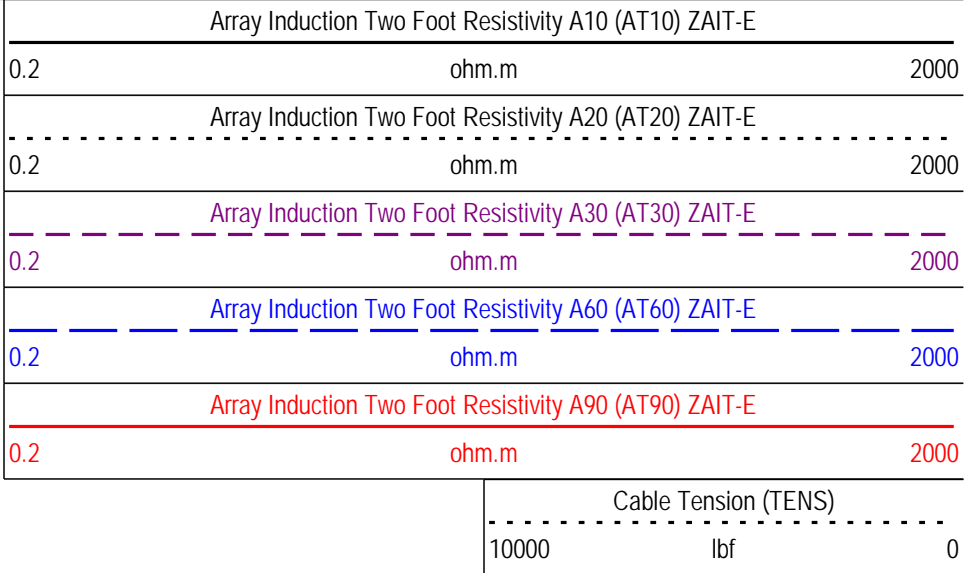 Array Induction Two Foot Resistivity A10 (AT10) ZAIT-E
0.2 ohm.m 2000
Array Induction Two Foot Resistivity A20 (AT20) ZAIT-E
0.2 ohm.m 2000
Array Induction Two Foot Resistivity A30 (AT30) ZAIT-E
0.2 ohm.m 2000
Array Induction Two Foot Resistivity A60 (AT60) ZAIT-E
0.2 ohm.m 2000
Array Induction Two Foot Resistivity A90 (AT90) ZAIT-E
0.2 ohm.m 2000
Cable Tension (TENS)
10000 lbf 0